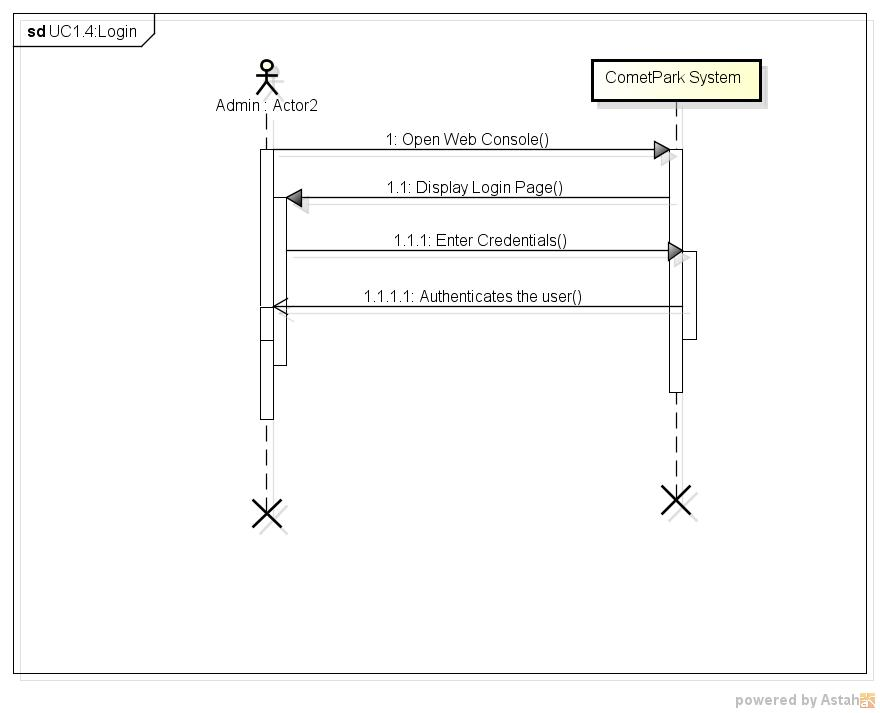 sd UC1.4:Login
Admin : Actor2
CometPark System
1: Open Web Console()
1.1: Display Login Page()
1.1.1: Enter Credentials()
1.1.1.1: Authenticates the user()
powered by Astah